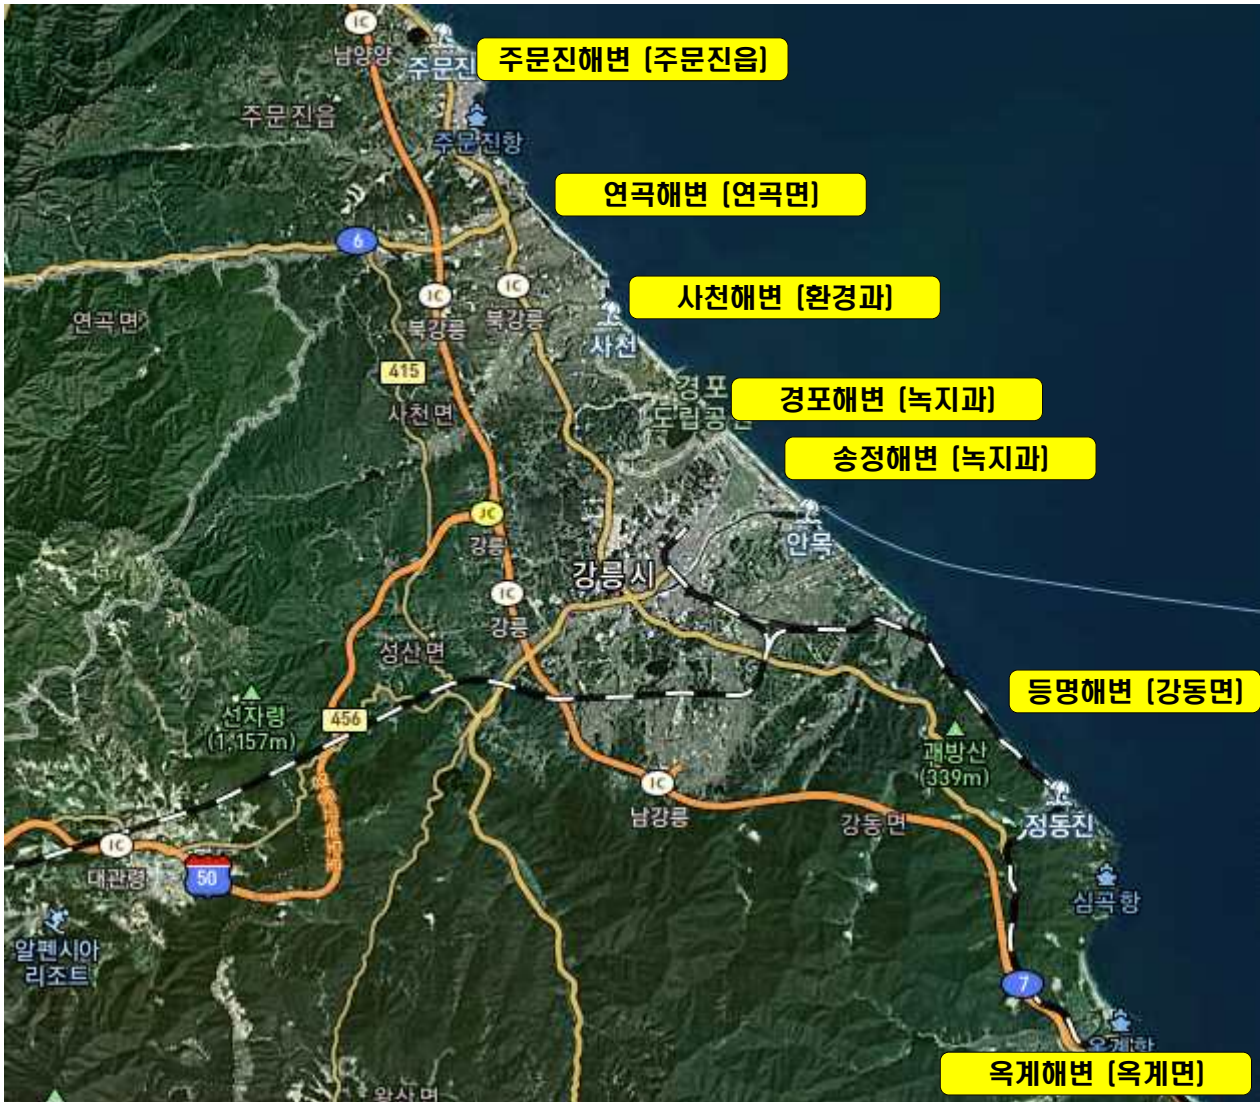 IC
남양양
주문진
주문진해변 (주문진읍)
주문진읍
주문진항
연곡해변 (연곡면)
6
IC
북강릉
IC
북강릉
사천해변 (환경과)
연곡면
사천
415
사천면
경포
도립공원
경포해변 (녹지과)
송정해변 (녹지과)
JC
강릉
안목
강릉시
IC
강릉
성산면
등명해변 (강동면)
선자령
(1,157m)
456
괘방산
(339m)
IC
남강릉
강동면
정동진
IC
대관령
50
심곡항
알펜시아
리조트
7
옥계항
옥계해변 (옥계면)
왕산면